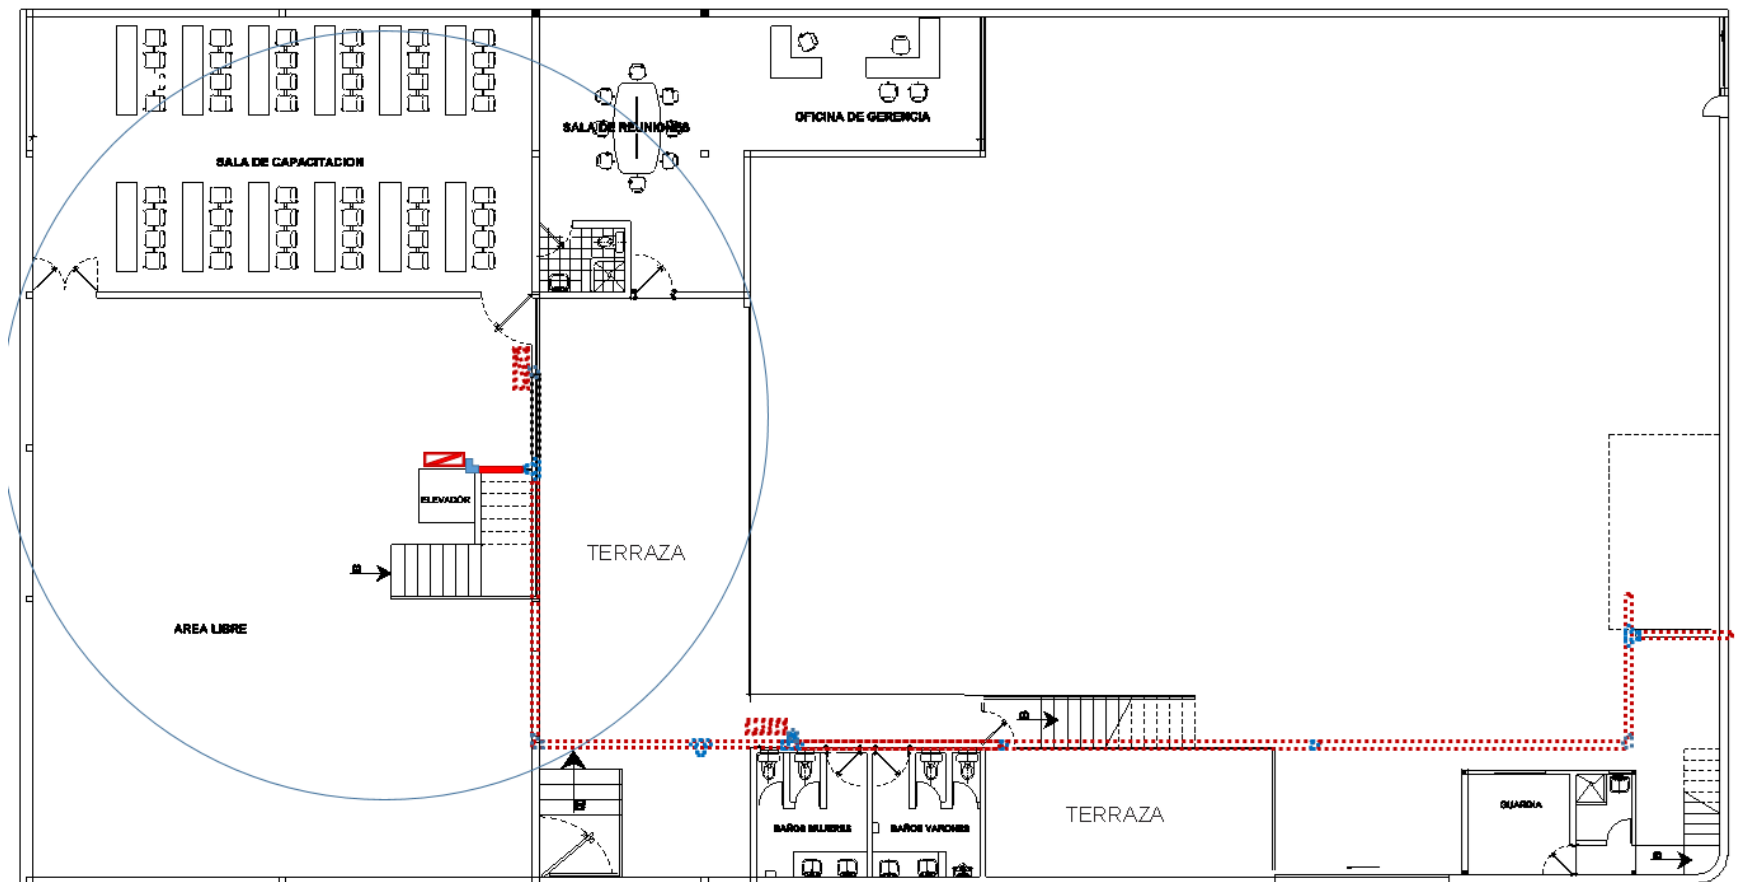 OFICINA DE GERENCIA
SALA DE REUNIONES
SALA DE CAPACITACION
ELEVADOR
TERRAZA
B
AREA LIBRE
B
B
TERRAZA
GUARDIA
BAÑOS MUJERES
BAÑOS VARONES
B